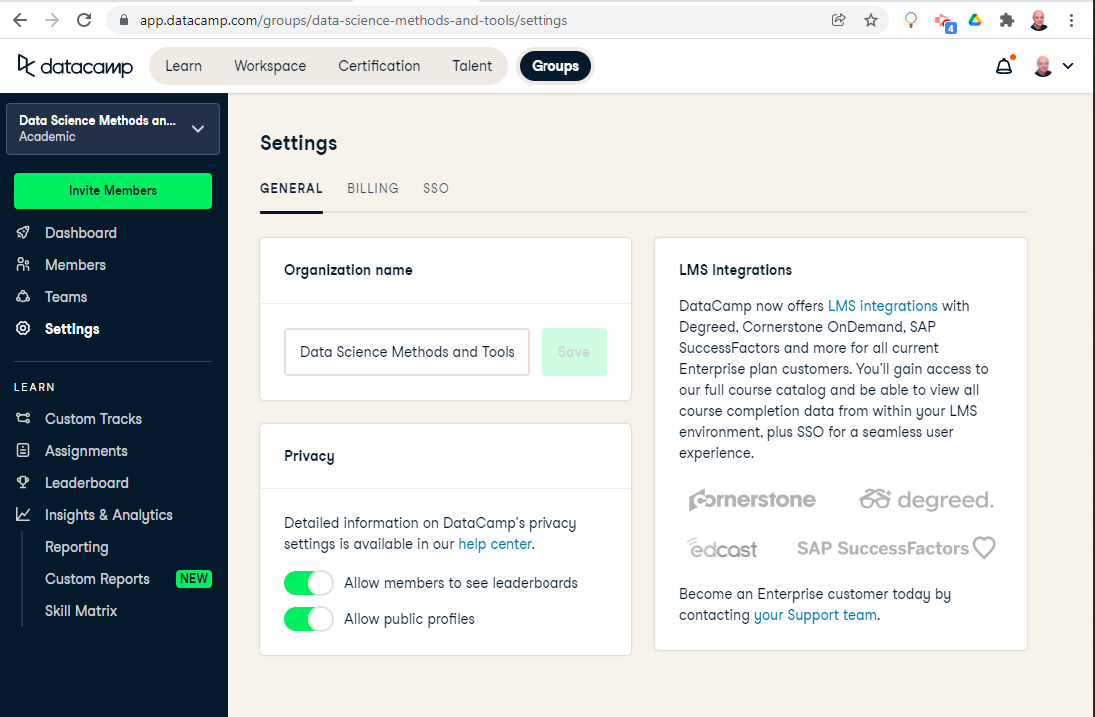 app.datacamp.com/groups/data-science-methods-and-tools/settings
4
datacamp
Learn
Workspace
Certification
Talent
Groups
Data Science Methods an...
Academic
Invite Members
Dashboard
Members
Teams
Settings
LEARN
Custom Tracks
Assignments
Leaderboard
Insights & Analytics
Reporting
Custom Reports NEW
Skill Matrix
Settings
GENERAL
BILLING
SSO
Organization name
Data Science Methods and Tools
Save
Privacy
Detailed information on DataCamp's privacy
settings is available in our help center.
Allow members to see leaderboards
Allow public profiles
LMS Integrations
DataCamp now offers LMS integrations with
Degreed, Cornerstone OnDemand, SAP
SuccessFactors and more for all current
Enterprise plan customers. You'll gain access to
our full course catalog and be able to view all
course completion data from within your LMS
environment, plus SSO for a seamless user
experience.
cornerstone
degreed.
edcast
SAP SuccessFactors
Become an Enterprise customer today by
contacting your Support team.